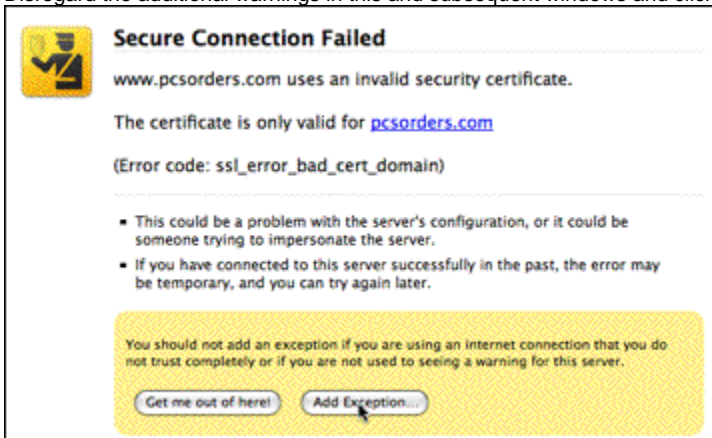 Disregard the additional warnings in this and subsequent windows and click
Secure Connection Failed
www.pcsorders.com uses an invalid security certificate.
The certificate is only valid for pcsorders.com
(Error code: ssl_error_bad_cert_domain)
▪ This could be a problem with the server's configuration, or it could be
someone trying to impersonate the server.
▪ If you have connected to this server successfully in the past, the error may
be temporary, and you can try again later.
You should not add an exception if you are using an internet connection that you do
not trust completely or if you are not used to seeing a warning for this server.
Get me out of here! Add Exception...